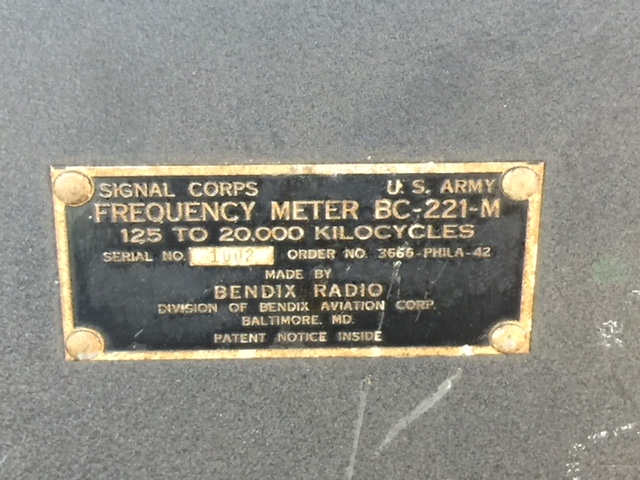 SIGNAL CORPS U. S. ARMY
FREQUENCY METER BC-221-M
125 TO 20,000 KILOCYCLES
SERIAL NO. ORDER NO. 3666-PHILA-42
MADE BY
BENDIX RADIO
DIVISION OF BENDIX AVIATION CORP.
BALTIMORE, MD.
PATENT NOTICE INSIDE